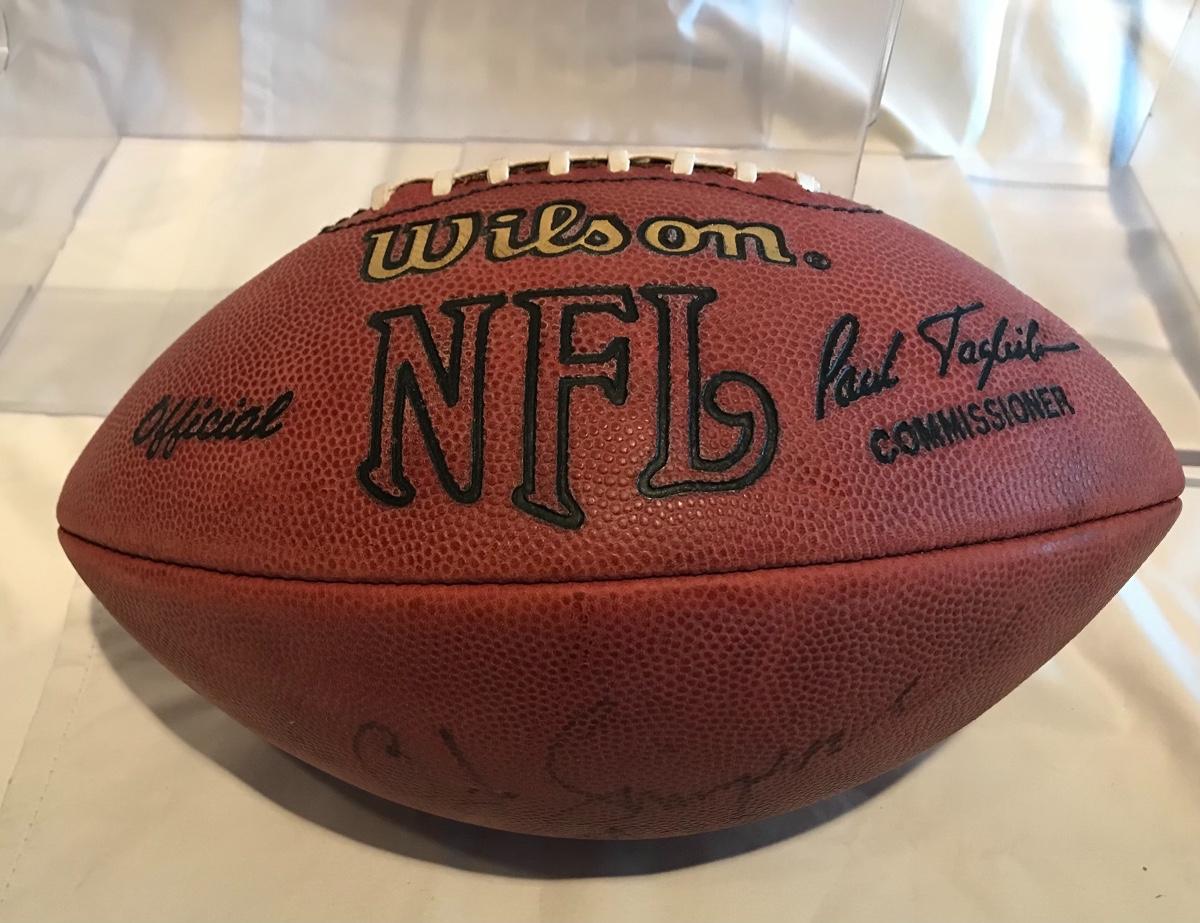 Wilson®
NFL
Official
Paul Tagliabue
COMMISSIONER